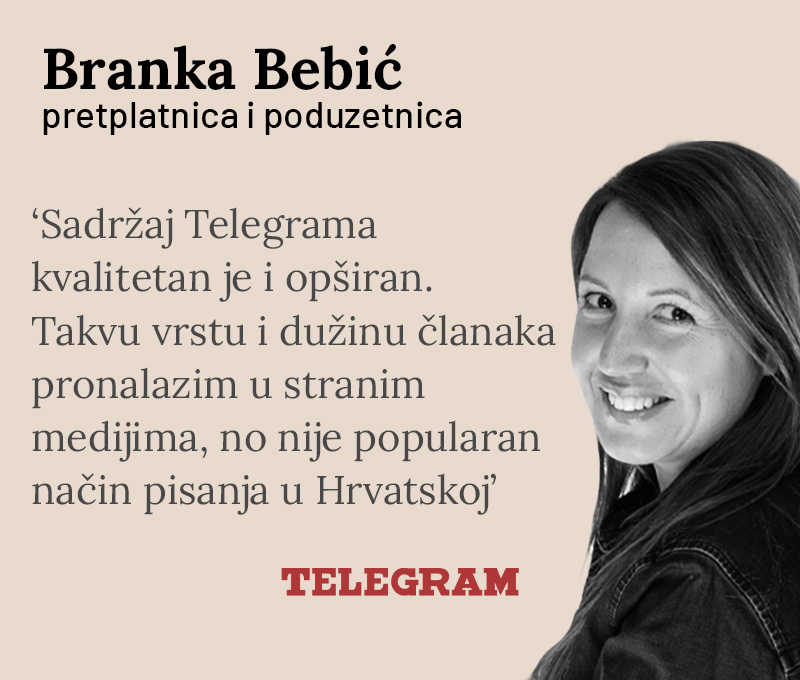 Branka Bebić
pretplatnica i poduzetnica
‘Sadržaj Telegrama
kvalitetan je i opširan.
Takvu vrstu i dužinu članaka
pronalazim u stranim
medijima, no nije popularan
način pisanja u Hrvatskoj’
TELEGRAM